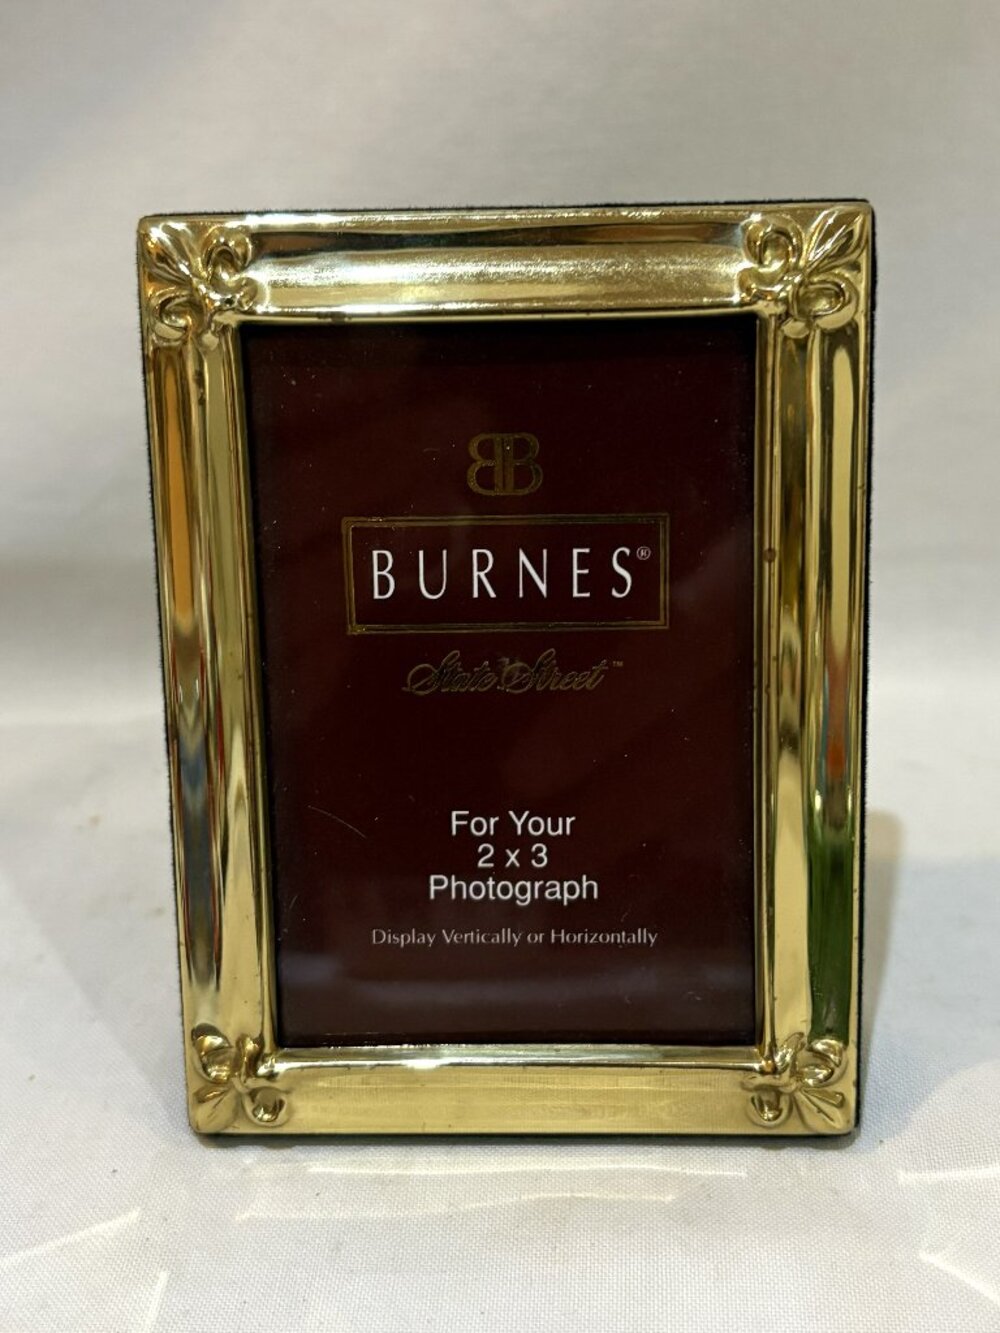 BB
BURNES®
State Street™
For Your
2 x 3
Photograph
Display Vertically or Horizontally